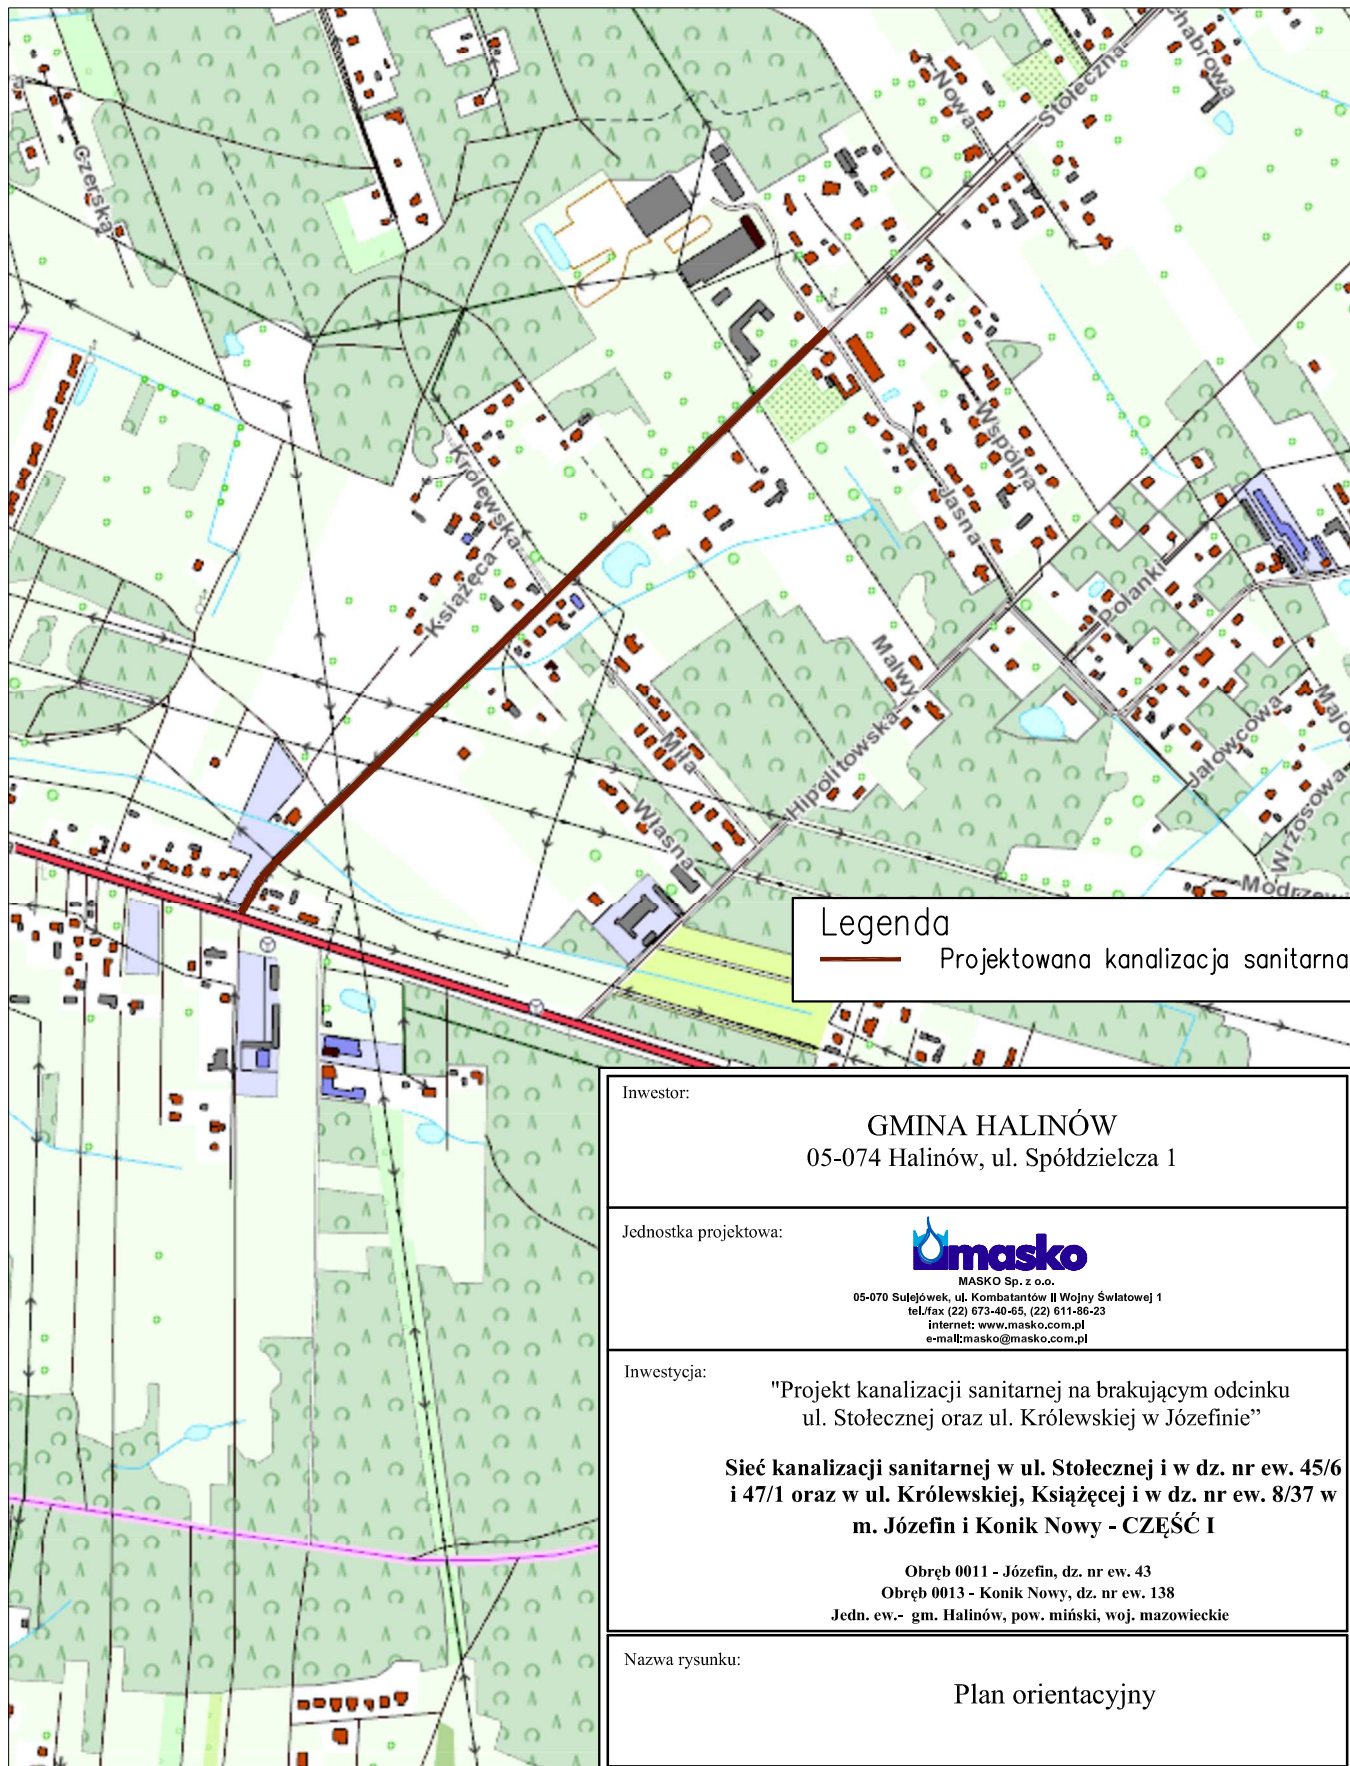 Chabrowa
Stołeczna
Nowa
Czerska
Wspólna
Jasna
Królewska
Książęca
Polanki
Malwy
Miła
Hipolitowska
Własna
Jałowcowa
Wrzosowa
Legenda
Projektowana kanalizacja sanitarna
Inwestor:
GMINA HALINÓW
05-074 Halinów, ul. Spółdzielcza 1
Jednostka projektowa:
masko
MASKO Sp. z o.o.
05-070 Sulejówek, ul. Kombatantów II Wojny Światowej 1
tel./fax (22) 673-40-65, (22) 611-86-23
internet: www.masko.com.pl
e-mail:masko@masko.com.pl
Inwestycja:
"Projekt kanalizacji sanitarnej na brakującym odcinku
ul. Stołecznej oraz ul. Królewskiej w Józefinie”
Sieć kanalizacji sanitarnej w ul. Stołecznej i w dz. nr ew. 45/6
i 47/1 oraz w ul. Królewskiej, Książęcej i w dz. nr ew. 8/37 w
m. Józefin i Konik Nowy - CZĘŚĆ I
Obręb 0011 - Józefin, dz. nr ew. 43
Obręb 0013 - Konik Nowy, dz. nr ew. 138
Jedn. ew.- gm. Halinów, pow. miński, woj. mazowieckie
Nazwa rysunku:
Plan orientacyjny